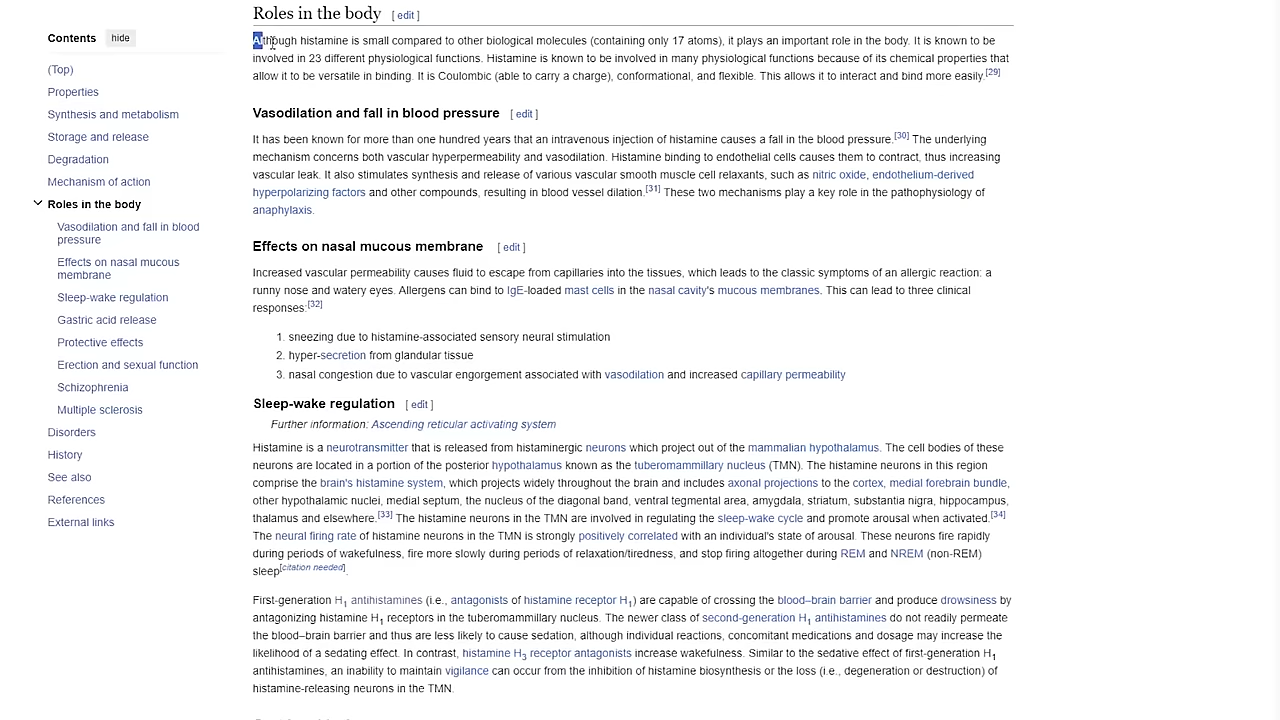 Contents hide
(Top)
Properties
Synthesis and metabolism
Storage and release
Degradation
Mechanism of action
Roles in the body
Vasodilation and fall in blood
pressure
Effects on nasal mucous
membrane
Sleep-wake regulation
Gastric acid release
Protective effects
Erection and sexual function
Schizophrenia
Multiple sclerosis
Disorders
History
See also
References
External links
Roles in the body [ edit ]
Although histamine is small compared to other biological molecules (containing only 17 atoms), it plays an important role in the body. It is known to be
involved in 23 different physiological functions. Histamine is known to be involved in many physiological functions because of its chemical properties that
allow it to be versatile in binding. It is Coulombic (able to carry a charge), conformational, and flexible. This allows it to interact and bind more easily.[29]
Vasodilation and fall in blood pressure [ edit ]
It has been known for more than one hundred years that an intravenous injection of histamine causes a fall in the blood pressure.[30] The underlying
mechanism concerns both vascular hyperpermeability and vasodilation. Histamine binding to endothelial cells causes them to contract, thus increasing
vascular leak. It also stimulates synthesis and release of various vascular smooth muscle cell relaxants, such as nitric oxide, endothelium-derived
hyperpolarizing factors and other compounds, resulting in blood vessel dilation.[31] These two mechanisms play a key role in the pathophysiology of
anaphylaxis.
Effects on nasal mucous membrane [ edit ]
Increased vascular permeability causes fluid to escape from capillaries into the tissues, which leads to the classic symptoms of an allergic reaction: a
runny nose and watery eyes. Allergens can bind to IgE-loaded mast cells in the nasal cavity's mucous membranes. This can lead to three clinical
responses:[32]
1. sneezing due to histamine-associated sensory neural stimulation
2. hyper-secretion from glandular tissue
3. nasal congestion due to vascular engorgement associated with vasodilation and increased capillary permeability
Sleep-wake regulation [ edit ]
Further information: Ascending reticular activating system
Histamine is a neurotransmitter that is released from histaminergic neurons which project out of the mammalian hypothalamus. The cell bodies of these
neurons are located in a portion of the posterior hypothalamus known as the tuberomammillary nucleus (TMN). The histamine neurons in this region
comprise the brain's histamine system, which projects widely throughout the brain and includes axonal projections to the cortex, medial forebrain bundle,
other hypothalamic nuclei, medial septum, the nucleus of the diagonal band, ventral tegmental area, amygdala, striatum, substantia nigra, hippocampus,
thalamus and elsewhere.[33] The histamine neurons in the TMN are involved in regulating the sleep-wake cycle and promote arousal when activated.[34]
The neural firing rate of histamine neurons in the TMN is strongly positively correlated with an individual's state of arousal. These neurons fire rapidly
during periods of wakefulness, fire more slowly during periods of relaxation/tiredness, and stop firing altogether during REM and NREM (non-REM)
sleep[citation needed].
First-generation H1 antihistamines (i.e., antagonists of histamine receptor H1) are capable of crossing the blood–brain barrier and produce drowsiness by
antagonizing histamine H1 receptors in the tuberomammillary nucleus. The newer class of second-generation H1 antihistamines do not readily permeate
the blood–brain barrier and thus are less likely to cause sedation, although individual reactions, concomitant medications and dosage may increase the
likelihood of a sedating effect. In contrast, histamine H3 receptor antagonists increase wakefulness. Similar to the sedative effect of first-generation H1
antihistamines, an inability to maintain vigilance can occur from the inhibition of histamine biosynthesis or the loss (i.e., degeneration or destruction) of
histamine-releasing neurons in the TMN.